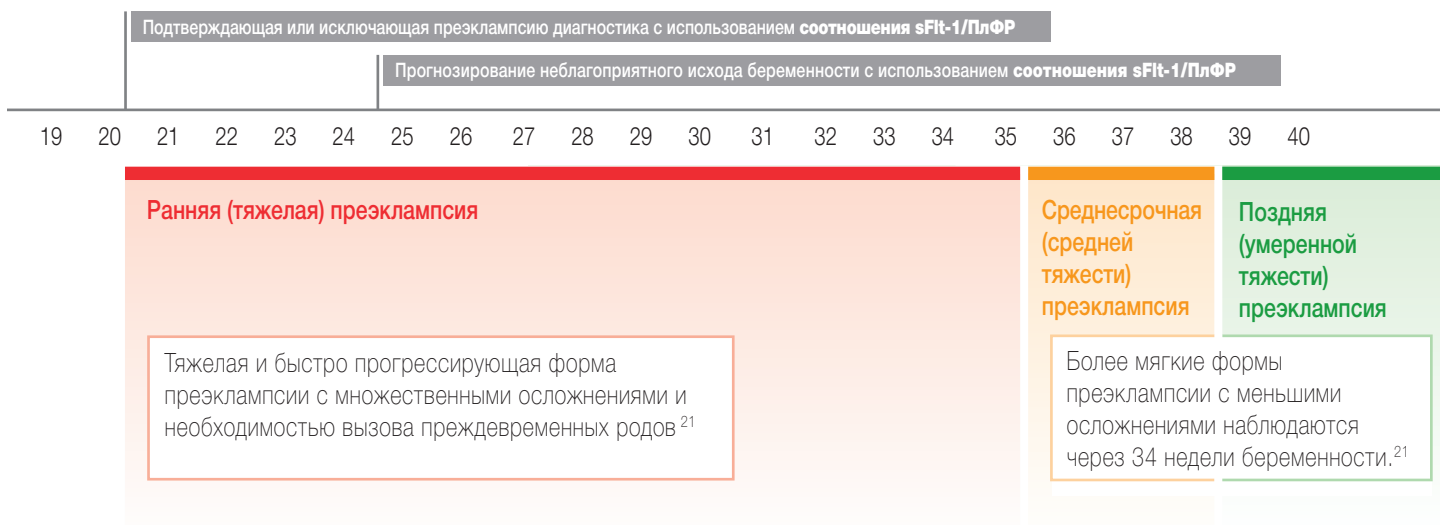 Подтверждающая или исключающая преэклампсию диагностика с использованием соотношения sFlt-1/ПлФР
Прогнозирование неблагоприятного исхода беременности с использованием соотношения sFlt-1/ПлФР
19 20 21 22 23 24 25 26 27 28 29 30 31 32 33 34 35 36 37 38 39 40
Ранняя (тяжелая) преэклампсия
Тяжелая и быстро прогрессирующая форма
преэклампсии с множественными осложнениями и
необходимостью вызова преждевременных родов 21
Среднесрочная
(средней
тяжести)
преэклампсия
Поздняя
(умеренной
тяжести)
преэклампсия
Более мягкие формы
преэклампсии с меньшими
осложнениями наблюдаются
через 34 недели беременности.21